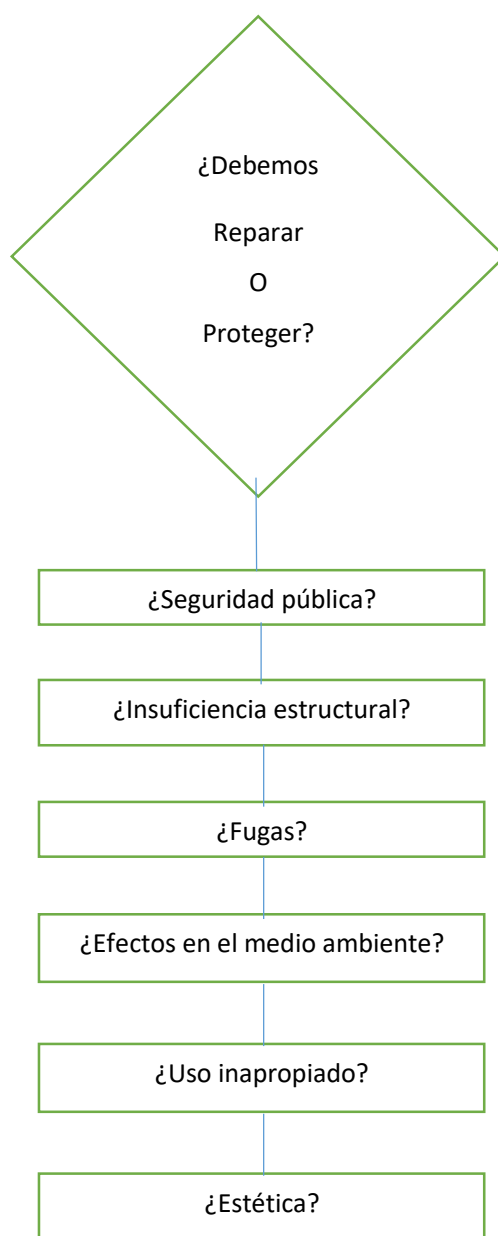 ¿Debemos
Reparar
O
Proteger?
¿Seguridad pública?
¿Insuficiencia estructural?
¿Fugas?
¿Efectos en el medio ambiente?
¿Uso inapropiado?
¿Estética?